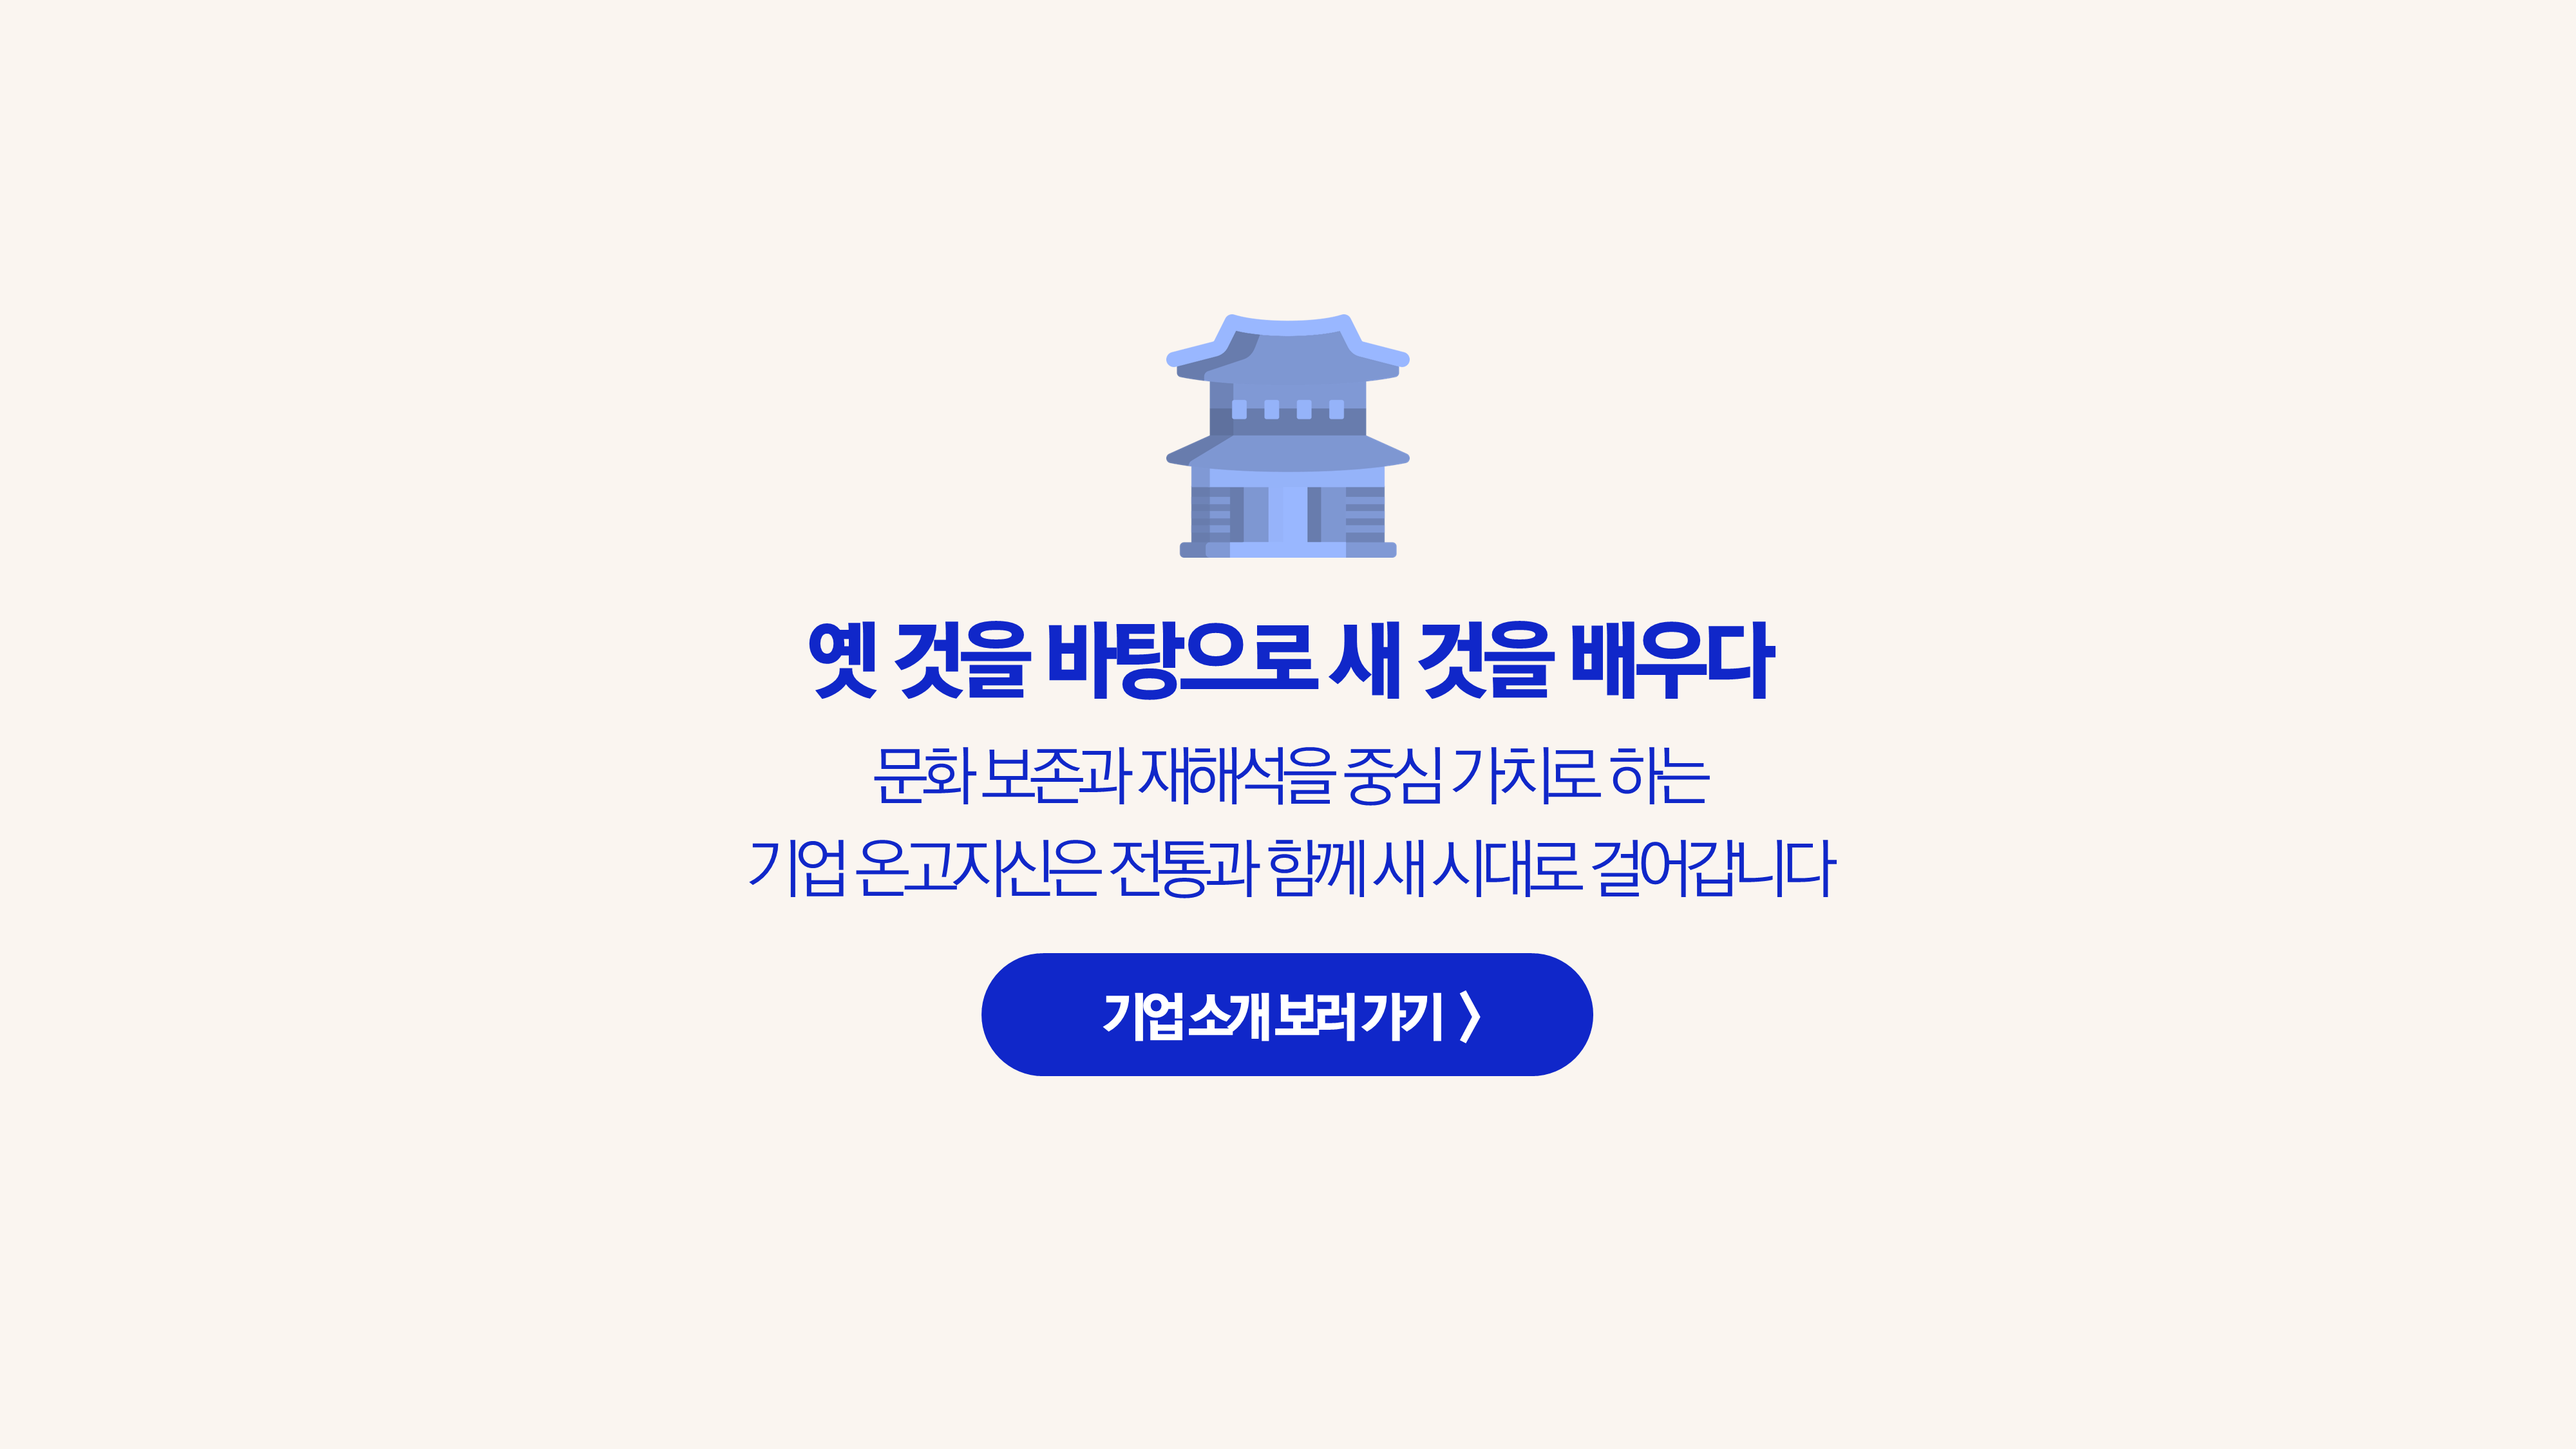 옛 것을 바탕으로 새 것을 배우다
문화 보존과 재해석을 중심 가치로 하는
기업 온고지신은 전통과 함께 새 시대로 걸어갑니다
기업 소개 보러 가기 〉